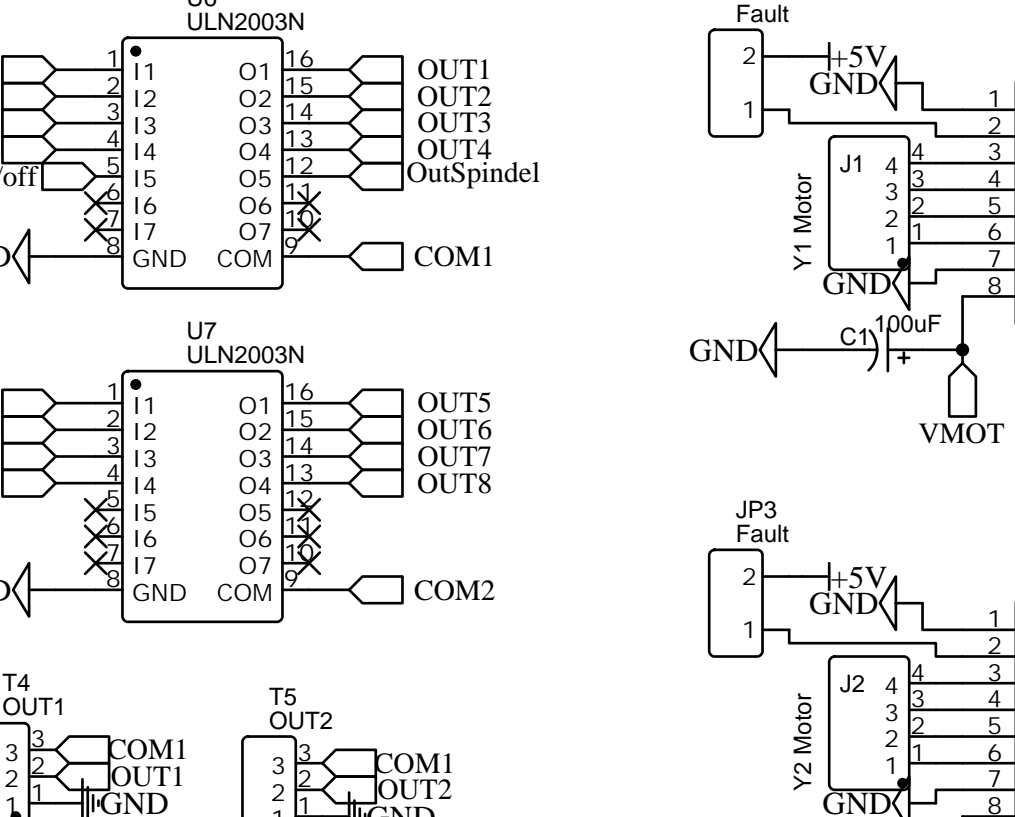 U6
ULN2003N
1 I1 O1 16 OUT1
2 I2 O2 15 OUT2
3 I3 O3 14 OUT3
4 I4 O4 13 OUT4
/off 5 I5 O5 12 OutSpindel
6 I6 O6 11
7 I7 O7 10
8 GND COM 9 COM1
U7
ULN2003N
1 I1 O1 16 OUT5
2 I2 O2 15 OUT6
3 I3 O3 14 OUT7
4 I4 O4 13 OUT8
5 I5 O5 12
6 I6 O6 11
7 I7 O7 10
8 GND COM 9 COM2
T4
OUT1
3 3 COM1
2 2 OUT1
1 1 GND
T5
OUT2
3 3 COM1
2 2 OUT2
1 1 GND
Fault
2 +5V
GND
1
1
2
J1
Y1 Motor
4 4 3
3 3 4
2 2 5
1 1 6
GND 7
8
GND C1 100uF
+
VMOT
JP3
Fault
2 +5V
GND
1
1
2
J2
Y2 Motor
4 4 3
3 3 4
2 2 5
1 1 6
GND 7
8